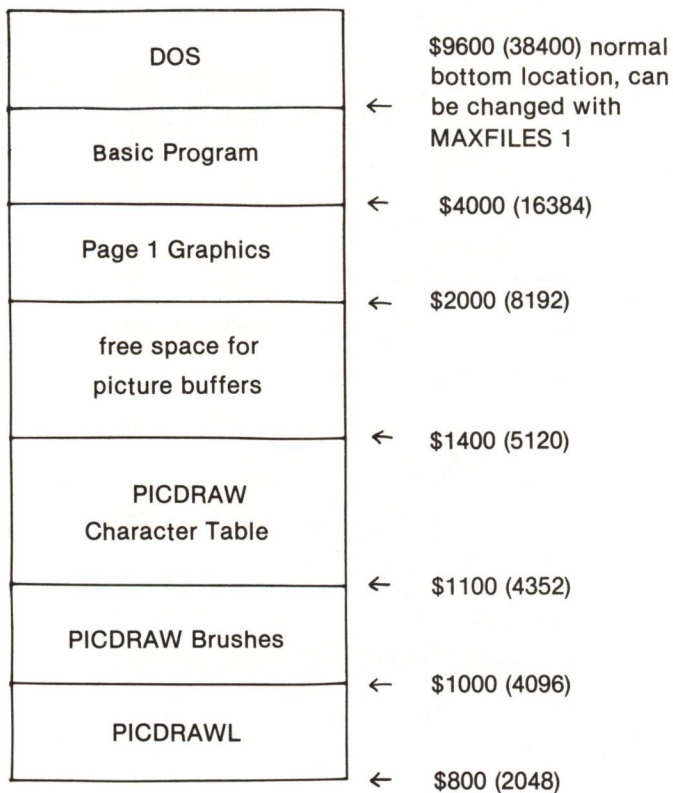 DOS
$9600 (38400) normal
bottom location, can
be changed with
MAXFILES 1
Basic Program
$4000 (16384)
Page 1 Graphics
$2000 (8192)
free space for
picture buffers
$1400 (5120)
PICDRAW
Character Table
$1100 (4352)
PICDRAW Brushes
$1000 (4096)
PICDRAWL
$800 (2048)